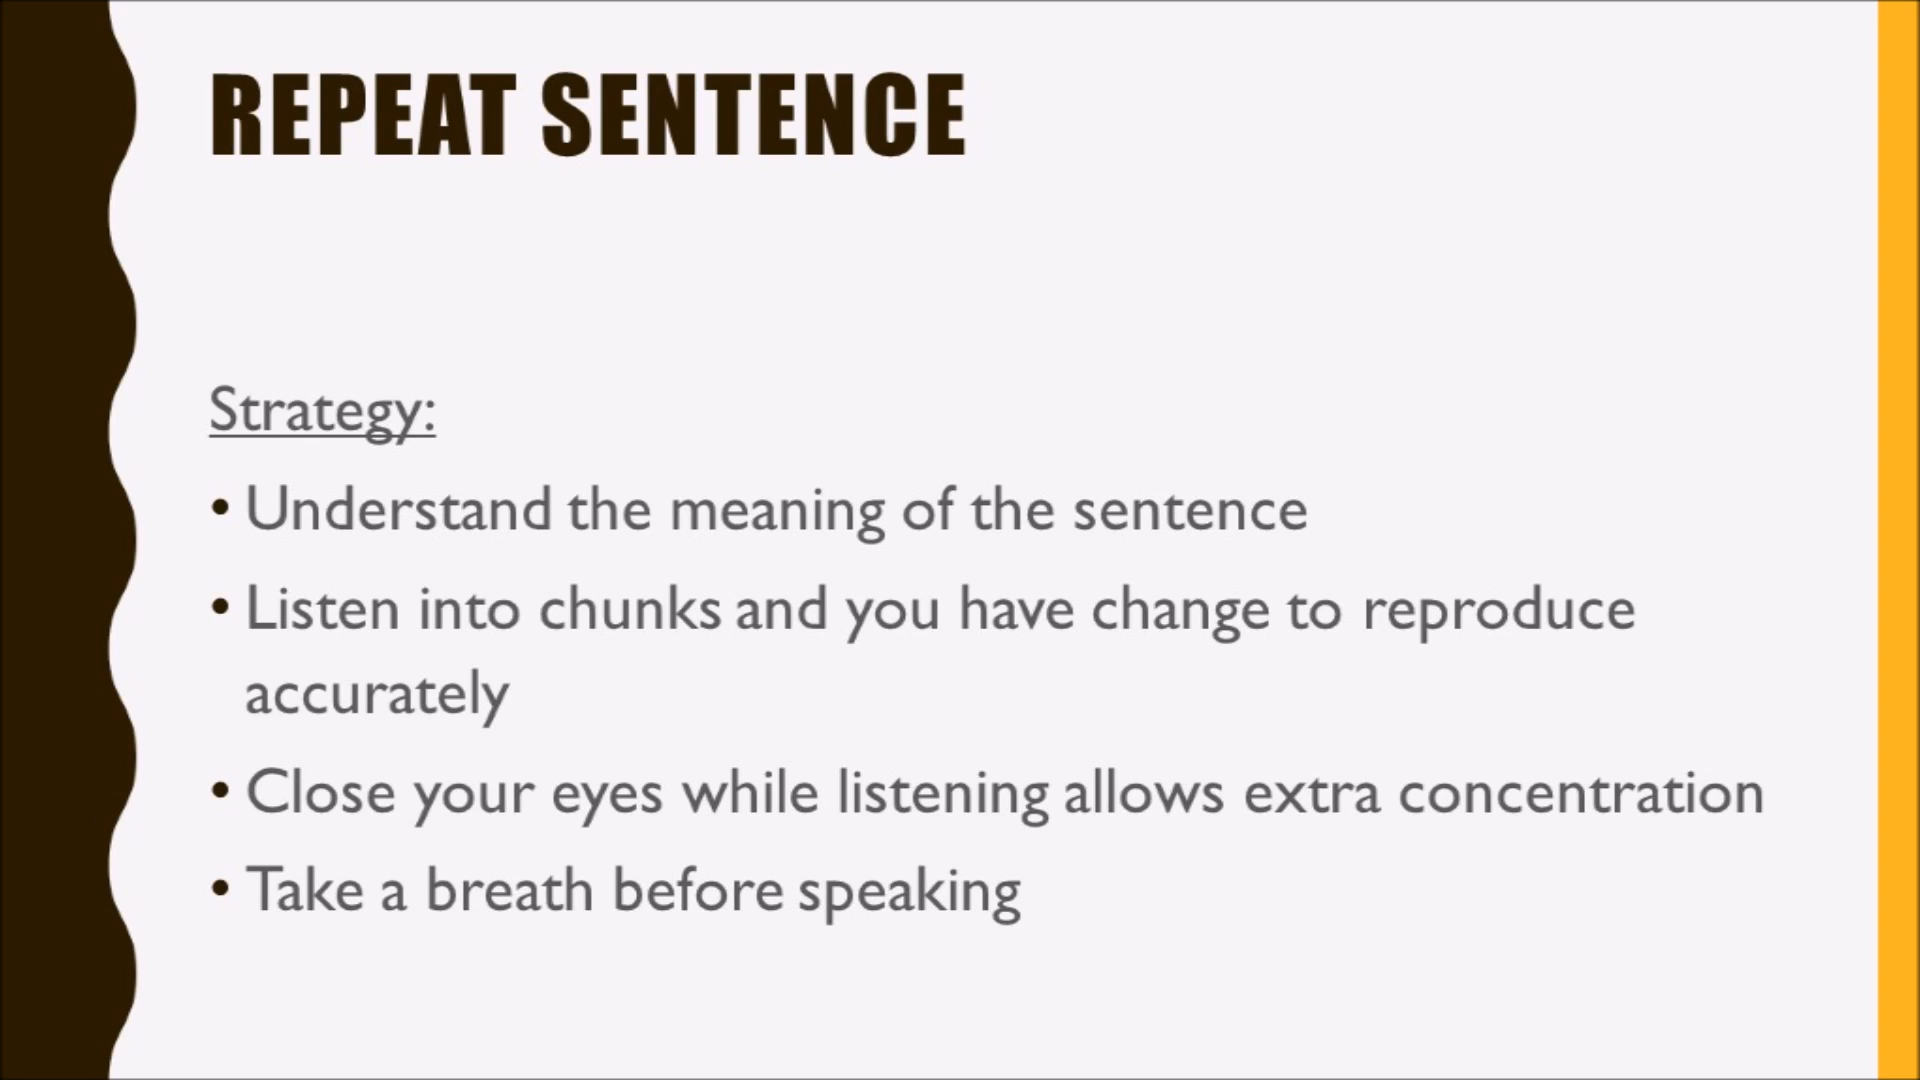 REPEAT SENTENCE
Strategy:
• Understand the meaning of the sentence
• Listen into chunks and you have change to reproduce
accurately
• Close your eyes while listening allows extra concentration
• Take a breath before speaking